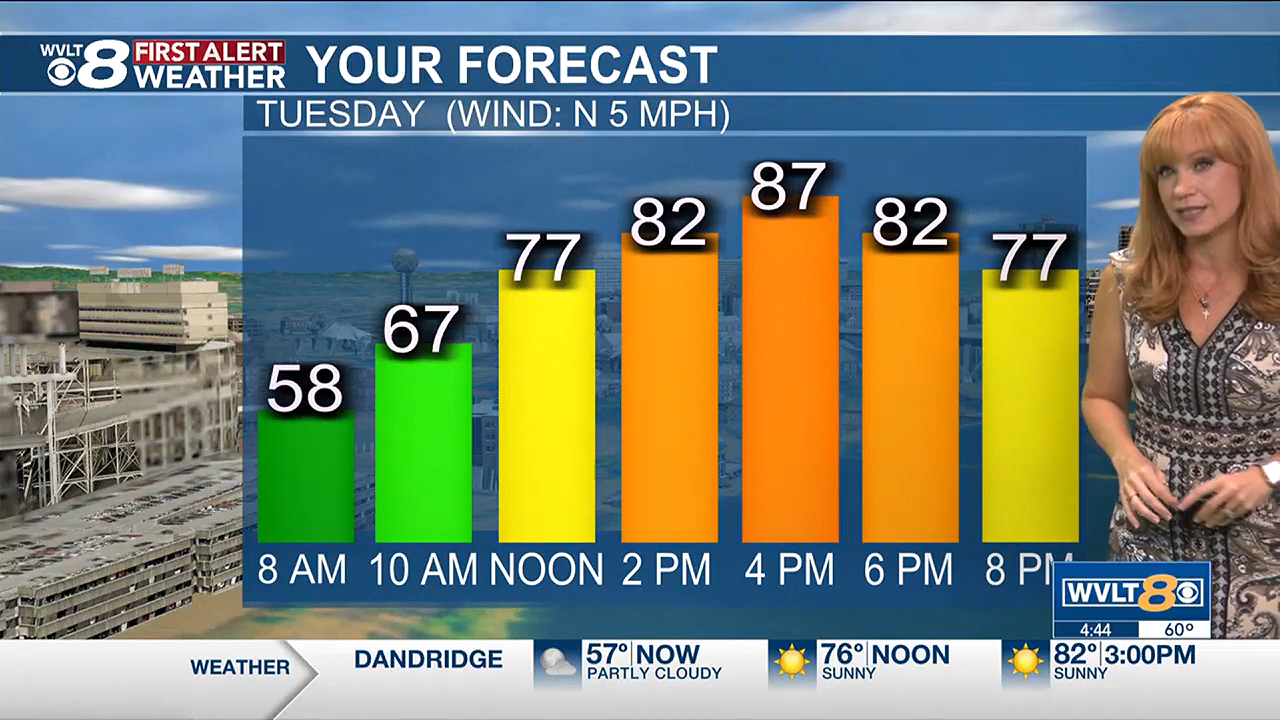 WVLT 8 FIRST ALERT WEATHER
YOUR FORECAST
TUESDAY (WIND: N 5 MPH)
58 67 77 82 87 82 77
8 AM 10 AM NOON 2 PM 4 PM 6 PM 8 PM
WVLT 8
4:44 60°
WEATHER
DANDRIDGE
57° NOW
PARTLY CLOUDY
76° NOON
SUNNY
82° 3:00PM
SUNNY